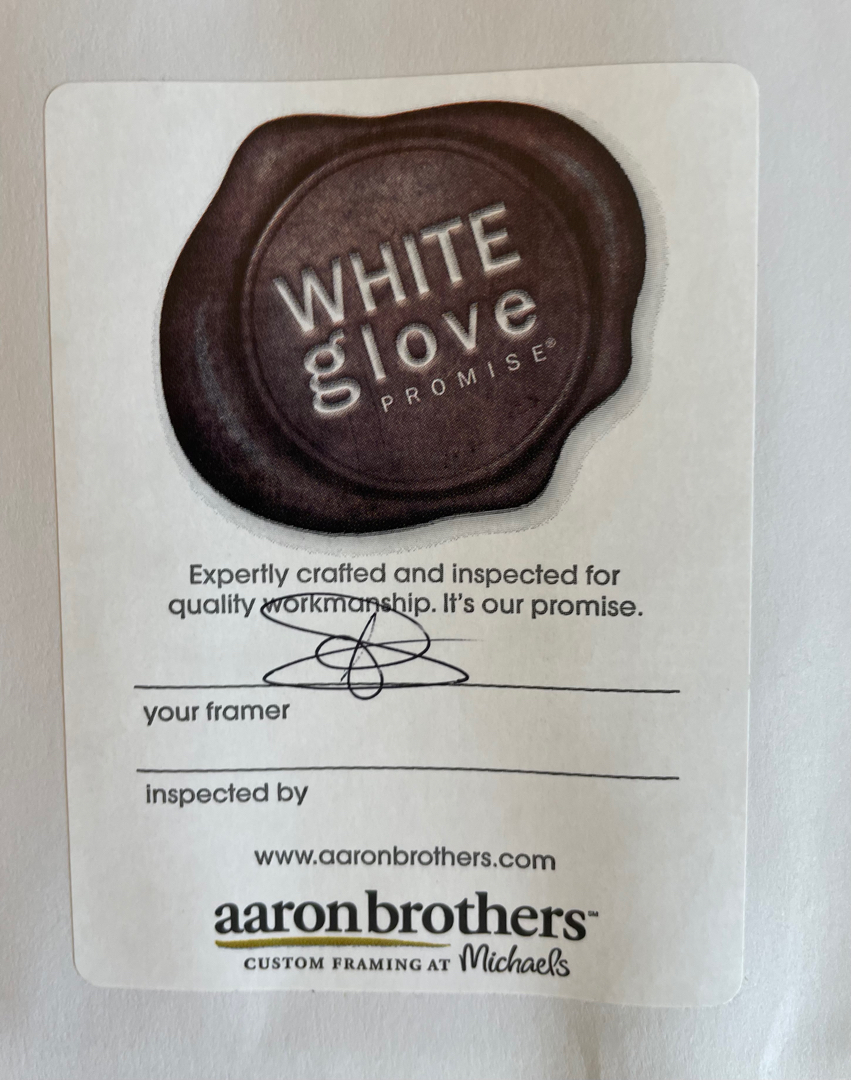 WHITE
glove
PROMISE®
Expertly crafted and inspected for
quality workmanship. It's our promise.
your framer
inspected by
www.aaronbrothers.com
aaronbrothers℠
CUSTOM FRAMING AT Michaels